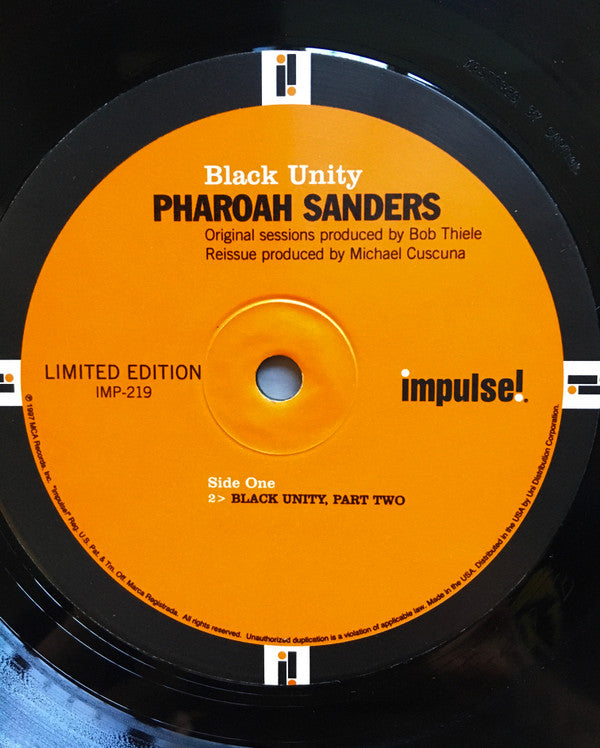 Black Unity
PHAROAH SANDERS
Original sessions produced by Bob Thiele
Reissue produced by Michael Cuscuna
LIMITED EDITION
IMP-219
impulse!
Side One
2> BLACK UNITY, PART TWO
℗ 1997 MCA Records, Inc. "Impulse!" Reg. U.S. Pat. & Tm. Off. Marca Registrada. All rights reserved. Unauthorized duplication is a violation of applicable law. Made in the USA. Distributed in the USA by Uni Distribution Corporation.
MASTERED BY